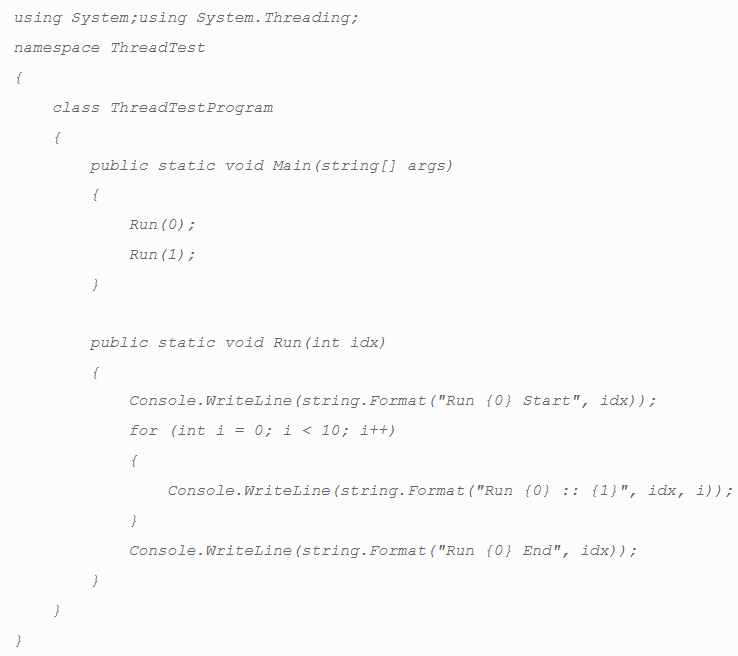 using System;using System.Threading;
namespace ThreadTest
{
    class ThreadTestProgram
    {
        public static void Main(string[] args)
        {
            Run(0);
            Run(1);
        }

        public static void Run(int idx)
        {
            Console.WriteLine(string.Format("Run {0} Start", idx));
            for (int i = 0; i < 10; i++)
            {
                Console.WriteLine(string.Format("Run {0} :: {1}", idx, i));
            }
            Console.WriteLine(string.Format("Run {0} End", idx));
        }
    }
}